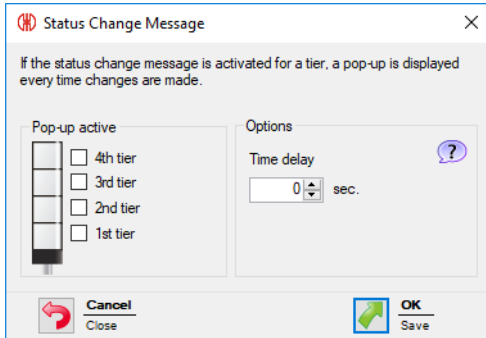 Status Change Message
If the status change message is activated for a tier, a pop-up is displayed
every time changes are made.
Pop-up active
4th tier
3rd tier
2nd tier
1st tier
Options
Time delay
0 sec.
?
Cancel
Close
OK
Save